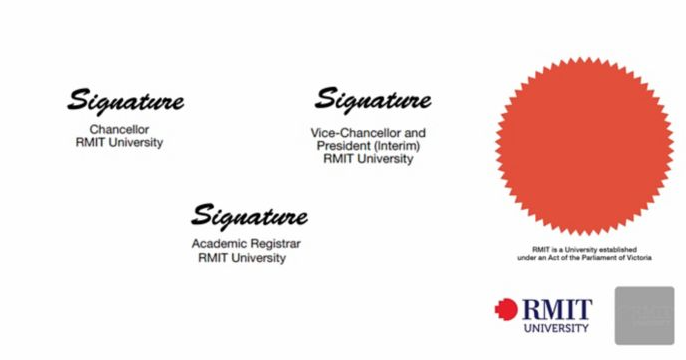 Signature
Chancellor
RMIT University
Signature
Vice-Chancellor and
President (Interim)
RMIT University
Signature
Academic Registrar
RMIT University
RMIT is a University established
under an Act of the Parliament of Victoria
RMIT
UNIVERSITY